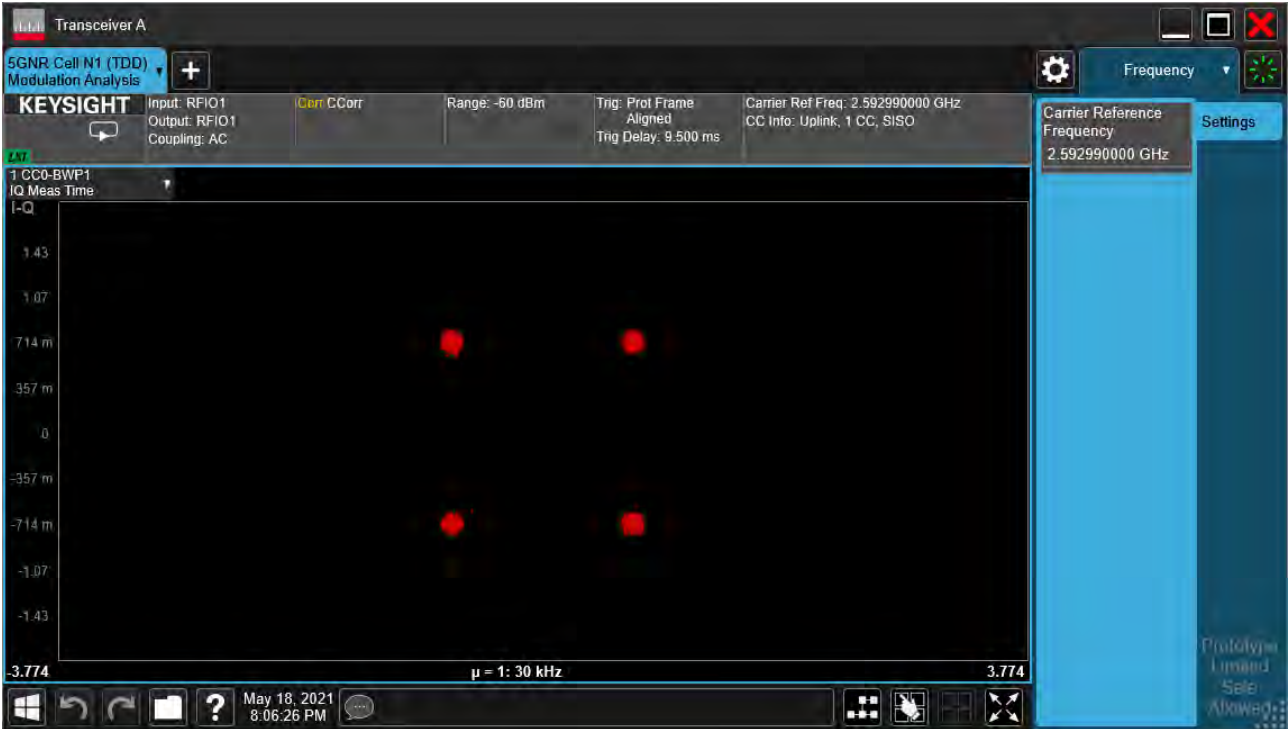 Transceiver A
5GNR Cell N1 (TDD)
Modulation Analysis
+
Frequency
KEYSIGHT
Input: RFIO1
Output: RFIO1
Coupling: AC
Corr CCorr
Range: -60 dBm
Trig: Prot Frame
Aligned
Trig Delay: 9.500 ms
Carrier Ref Freq: 2.592990000 GHz
CC Info: Uplink, 1 CC, SISO
Carrier Reference
Frequency
2.592990000 GHz
Settings
1 CC0-BWP1
IQ Meas Time
I-Q
1.43
1.07
714 m
357 m
0
-357 m
-714 m
-1.07
-1.43
-3.774
µ = 1: 30 kHz
3.774
Prototype
Limited
Sale
Allowed
?
May 18, 2021
8:06:26 PM